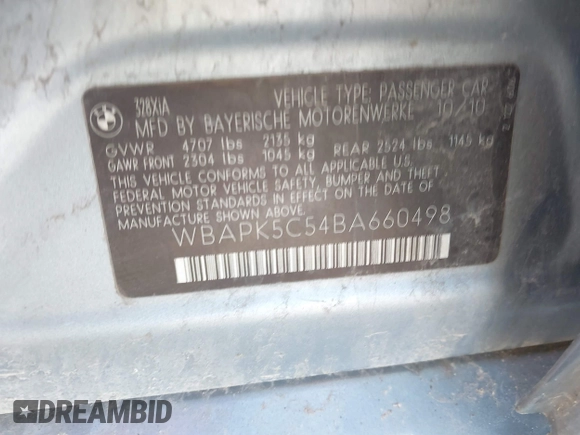 BMW
328XIA
VEHICLE TYPE: PASSENGER CAR
MFD BY BAYERISCHE MOTORENWERKE 10/10
GVWR 4707 lbs 2135 kg
GAWR FRONT 2304 lbs 1045 kg REAR 2524 lbs 1145 kg
THIS VEHICLE CONFORMS TO ALL APPLICABLE U.S.
FEDERAL MOTOR VEHICLE SAFETY, BUMPER AND THEFT
PREVENTION STANDARDS IN EFFECT ON THE DATE OF
MANUFACTURE SHOWN ABOVE.
WBAPK5C54BA660498
DREAMBID